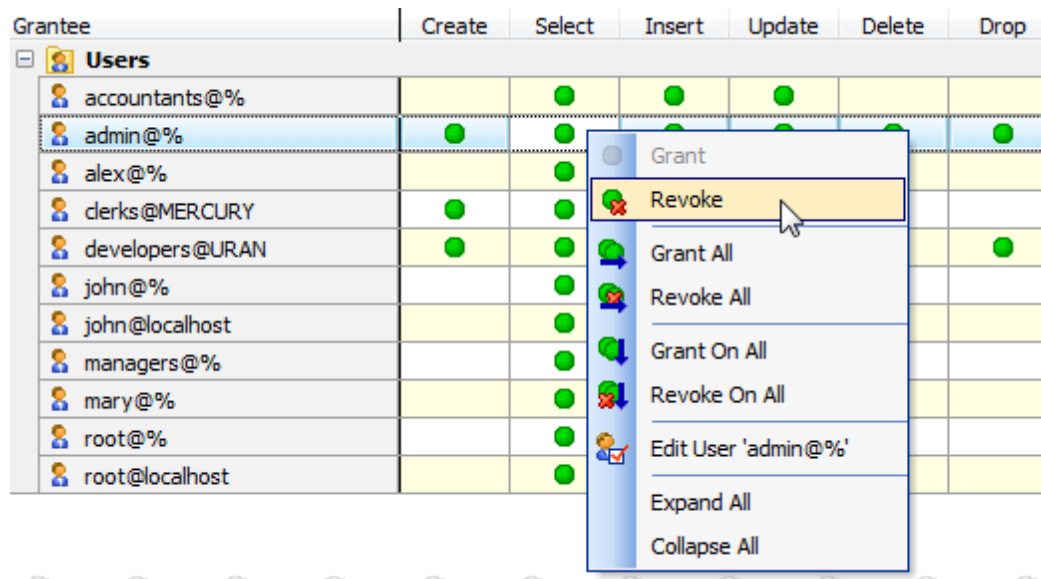 Grantee Create Select Insert Update Delete Drop
Users
accountants@%
admin@%
alex@%
clerks@MERCURY
developers@URAN
john@%
john@localhost
managers@%
mary@%
root@%
root@localhost
Grant
Revoke
Grant All
Revoke All
Grant On All
Revoke On All
Edit User 'admin@%'
Expand All
Collapse All